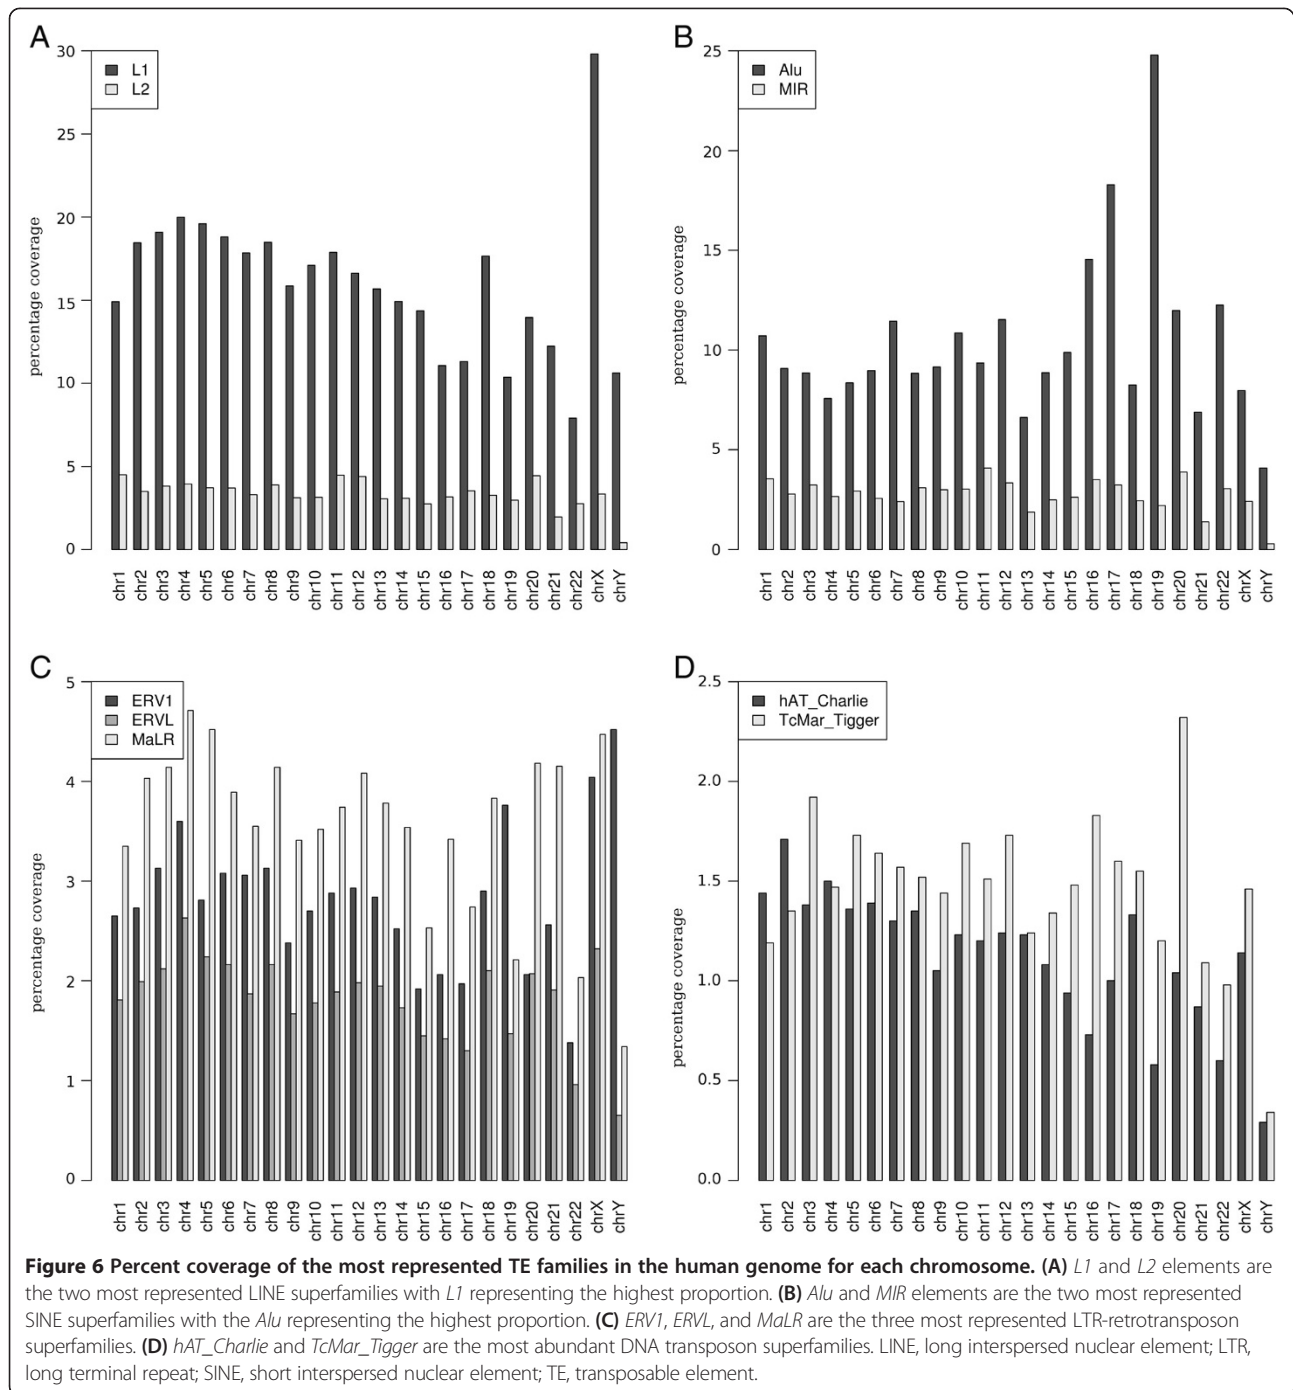 A
30
25
20
15
10
5
0
percentage coverage
L1
L2
chr1
chr2
chr3
chr4
chr5
chr6
chr7
chr8
chr9
chr10
chr11
chr12
chr13
chr14
chr15
chr16
chr17
chr18
chr19
chr20
chr21
chr22
chrX
chrY
B
25
20
15
10
5
0
percentage coverage
Alu
MIR
chr1
chr2
chr3
chr4
chr5
chr6
chr7
chr8
chr9
chr10
chr11
chr12
chr13
chr14
chr15
chr16
chr17
chr18
chr19
chr20
chr21
chr22
chrX
chrY
C
5
4
3
2
1
0
percentage coverage
ERV1
ERVL
MaLR
chr1
chr2
chr3
chr4
chr5
chr6
chr7
chr8
chr9
chr10
chr11
chr12
chr13
chr14
chr15
chr16
chr17
chr18
chr19
chr20
chr21
chr22
chrX
chrY
D
2.5
2.0
1.5
1.0
0.5
0.0
percentage coverage
hAT_Charlie
TcMar_Tigger
chr1
chr2
chr3
chr4
chr5
chr6
chr7
chr8
chr9
chr10
chr11
chr12
chr13
chr14
chr15
chr16
chr17
chr18
chr19
chr20
chr21
chr22
chrX
chrY
Figure 6 Percent coverage of the most represented TE families in the human genome for each chromosome. (A) L1 and L2 elements are
the two most represented LINE superfamilies with L1 representing the highest proportion. (B) Alu and MIR elements are the two most represented
SINE superfamilies with the Alu representing the highest proportion. (C) ERV1, ERVL, and MaLR are the three most represented LTR-retrotransposon
superfamilies. (D) hAT_Charlie and TcMar_Tigger are the most abundant DNA transposon superfamilies. LINE, long interspersed nuclear element; LTR,
long terminal repeat; SINE, short interspersed nuclear element; TE, transposable element.